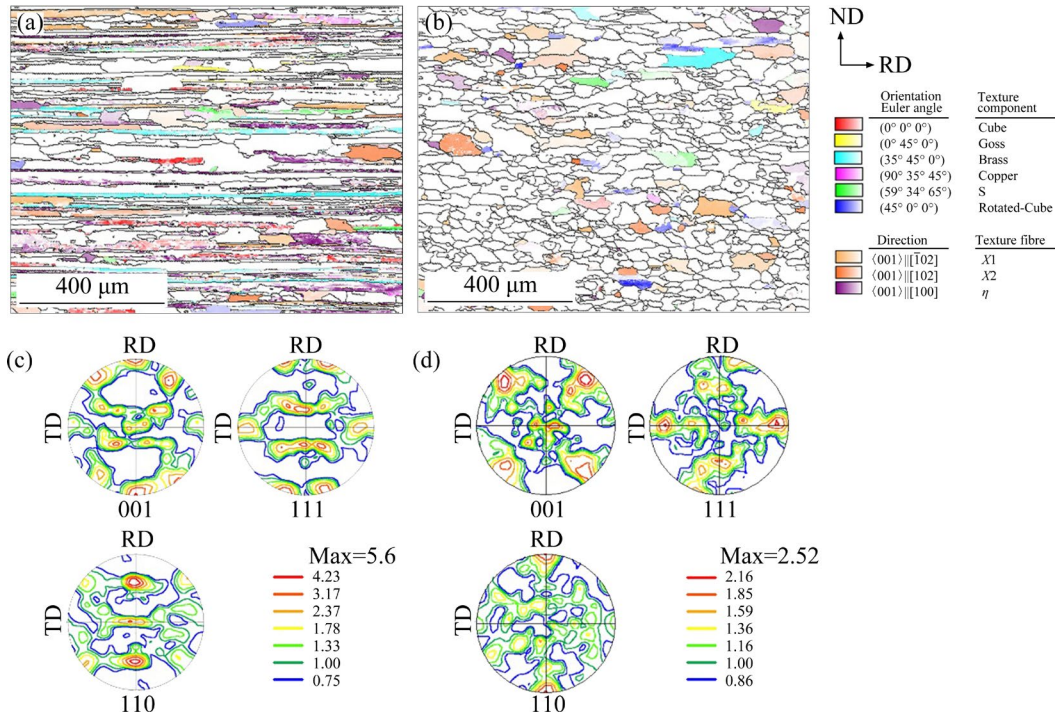 (a)
400 μm
(b)
400 μm
ND
RD
Orientation Texture
Euler angle component
(0° 0° 0°) Cube
(0° 45° 0°) Goss
(35° 45° 0°) Brass
(90° 35° 45°) Copper
(59° 34° 65°) S
(45° 0° 0°) Rotated-Cube
Direction Texture fibre
⟨001⟩||[1̅02] X1
⟨001⟩||[102] X2
⟨001⟩||[100] η
(c)
RD RD
TD TD
001 111
RD
TD
110
Max=5.6
4.23
3.17
2.37
1.78
1.33
1.00
0.75
(d)
RD RD
TD TD
001 111
RD
TD
110
Max=2.52
2.16
1.85
1.59
1.36
1.16
1.00
0.86